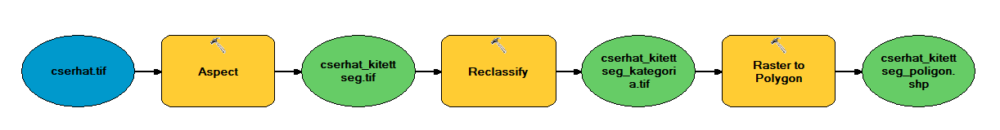 cserhat.tif
Aspect
cserhat_kitett
seg.tif
Reclassify
cserhat_kitett
seg_kategori
a.tif
Raster to
Polygon
cserhat_kitett
seg_poligon.
shp